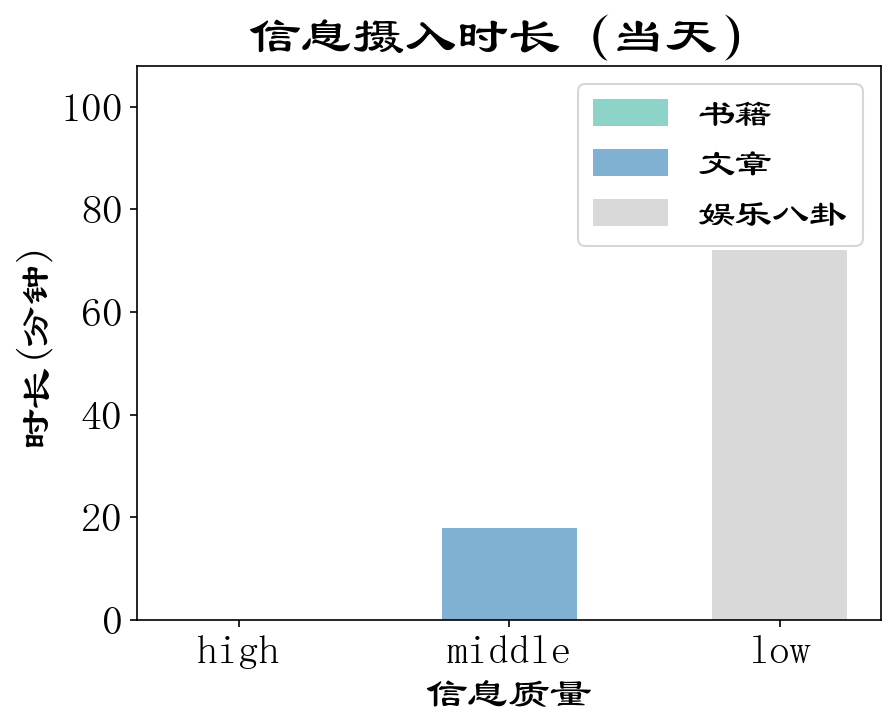 信息摄入时长 (当天)
书籍
文章
娱乐八卦
100
80
60
40
20
0
时长(分钟)
high middle low
信息质量